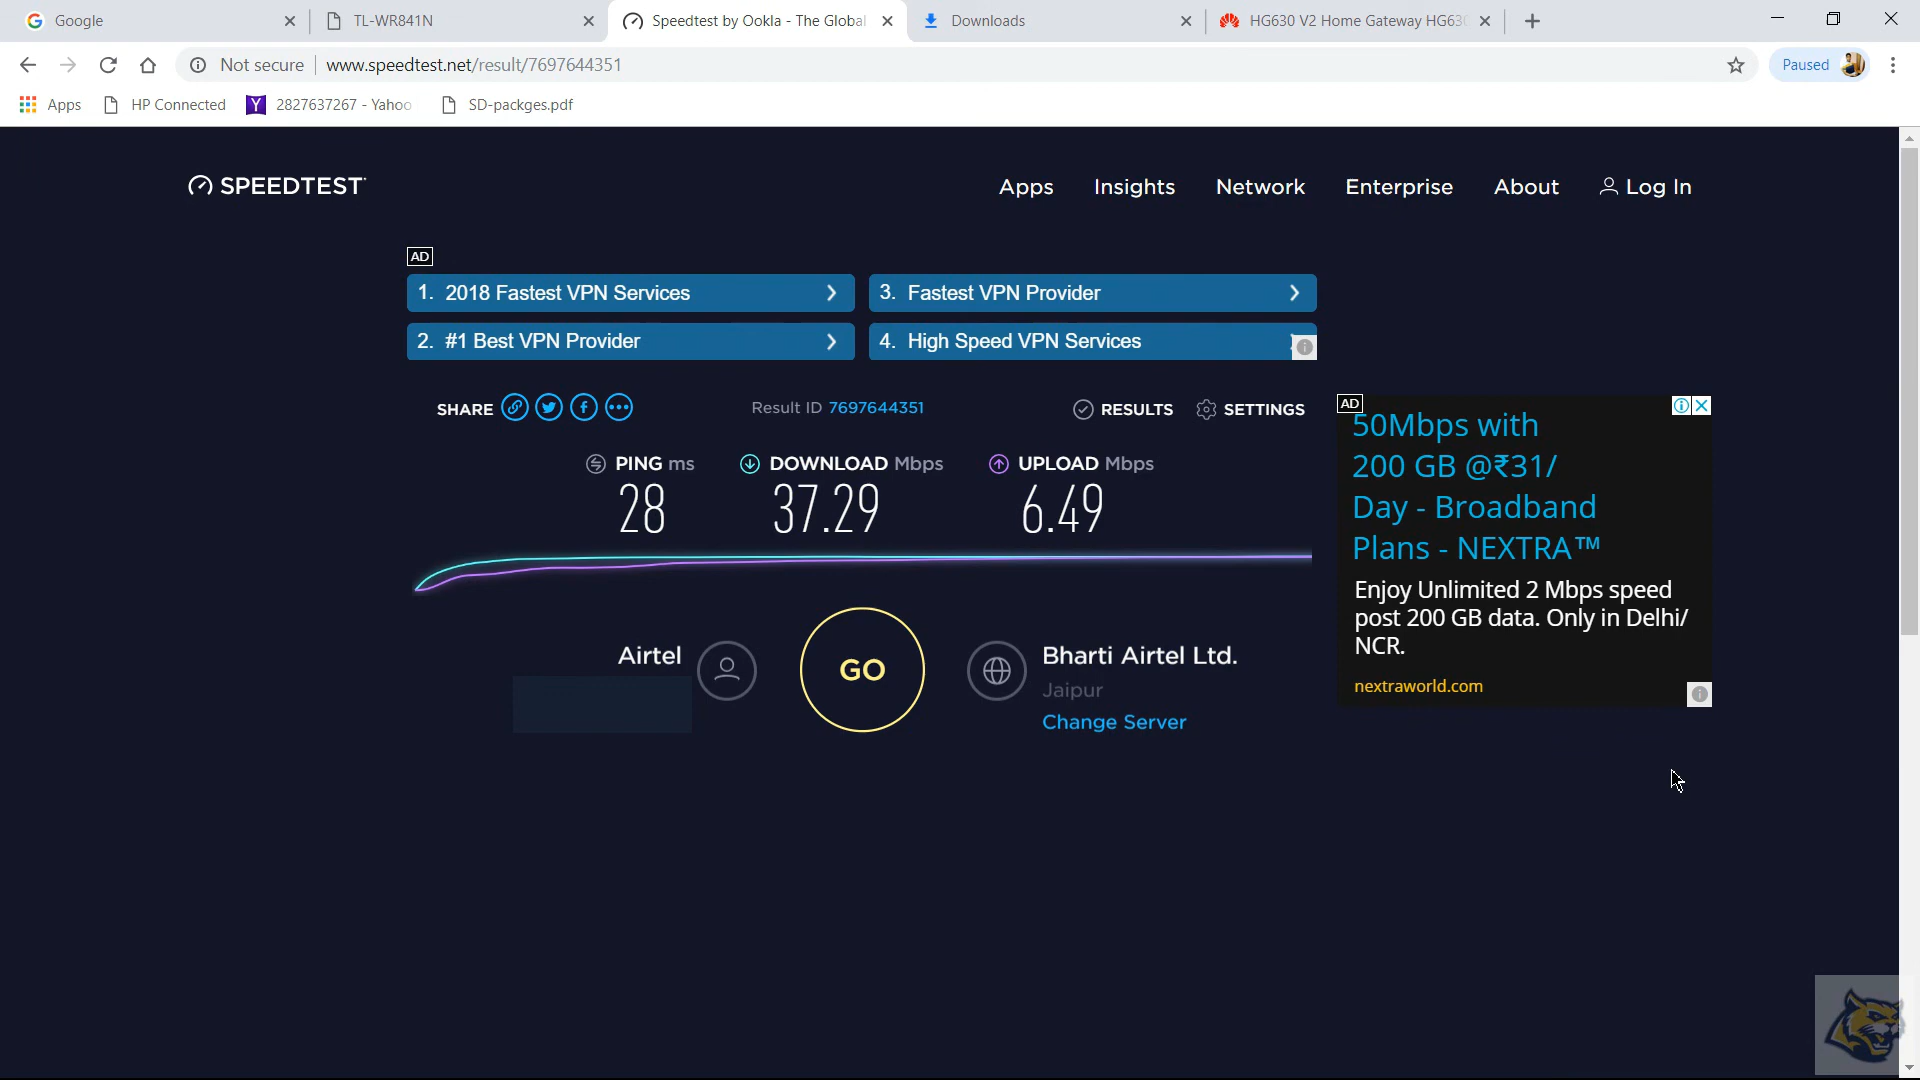 Google
TL-WR841N
Speedtest by Ookla - The Global
Downloads
HG630 V2 Home Gateway HG630
Not secure
www.speedtest.net/result/7697644351
Paused
Apps
HP Connected
2827637267 - Yahoo
SD-packges.pdf
SPEEDTEST
Apps
Insights
Network
Enterprise
About
Log In
AD
1. 2018 Fastest VPN Services
3. Fastest VPN Provider
2. #1 Best VPN Provider
4. High Speed VPN Services
SHARE
Result ID 7697644351
RESULTS
SETTINGS
PING ms
DOWNLOAD Mbps
UPLOAD Mbps
28
37.29
6.49
Airtel
GO
Bharti Airtel Ltd.
Jaipur
Change Server
AD
50Mbps with
200 GB @₹31/
Day - Broadband
Plans - NEXTRA™
Enjoy Unlimited 2 Mbps speed
post 200 GB data. Only in Delhi/
NCR.
nextraworld.com